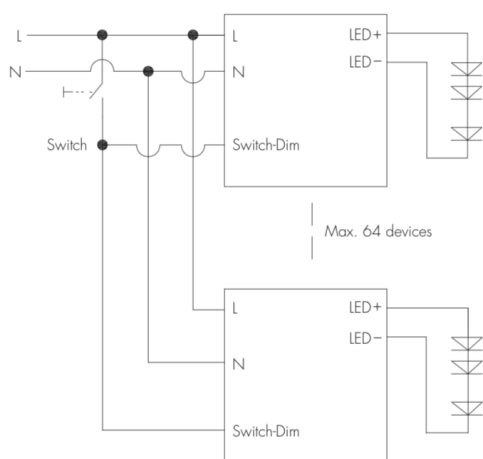 L
L
LED+
N
N
LED–
Switch
Switch-Dim
Max. 64 devices
L
LED+
LED–
N
Switch-Dim